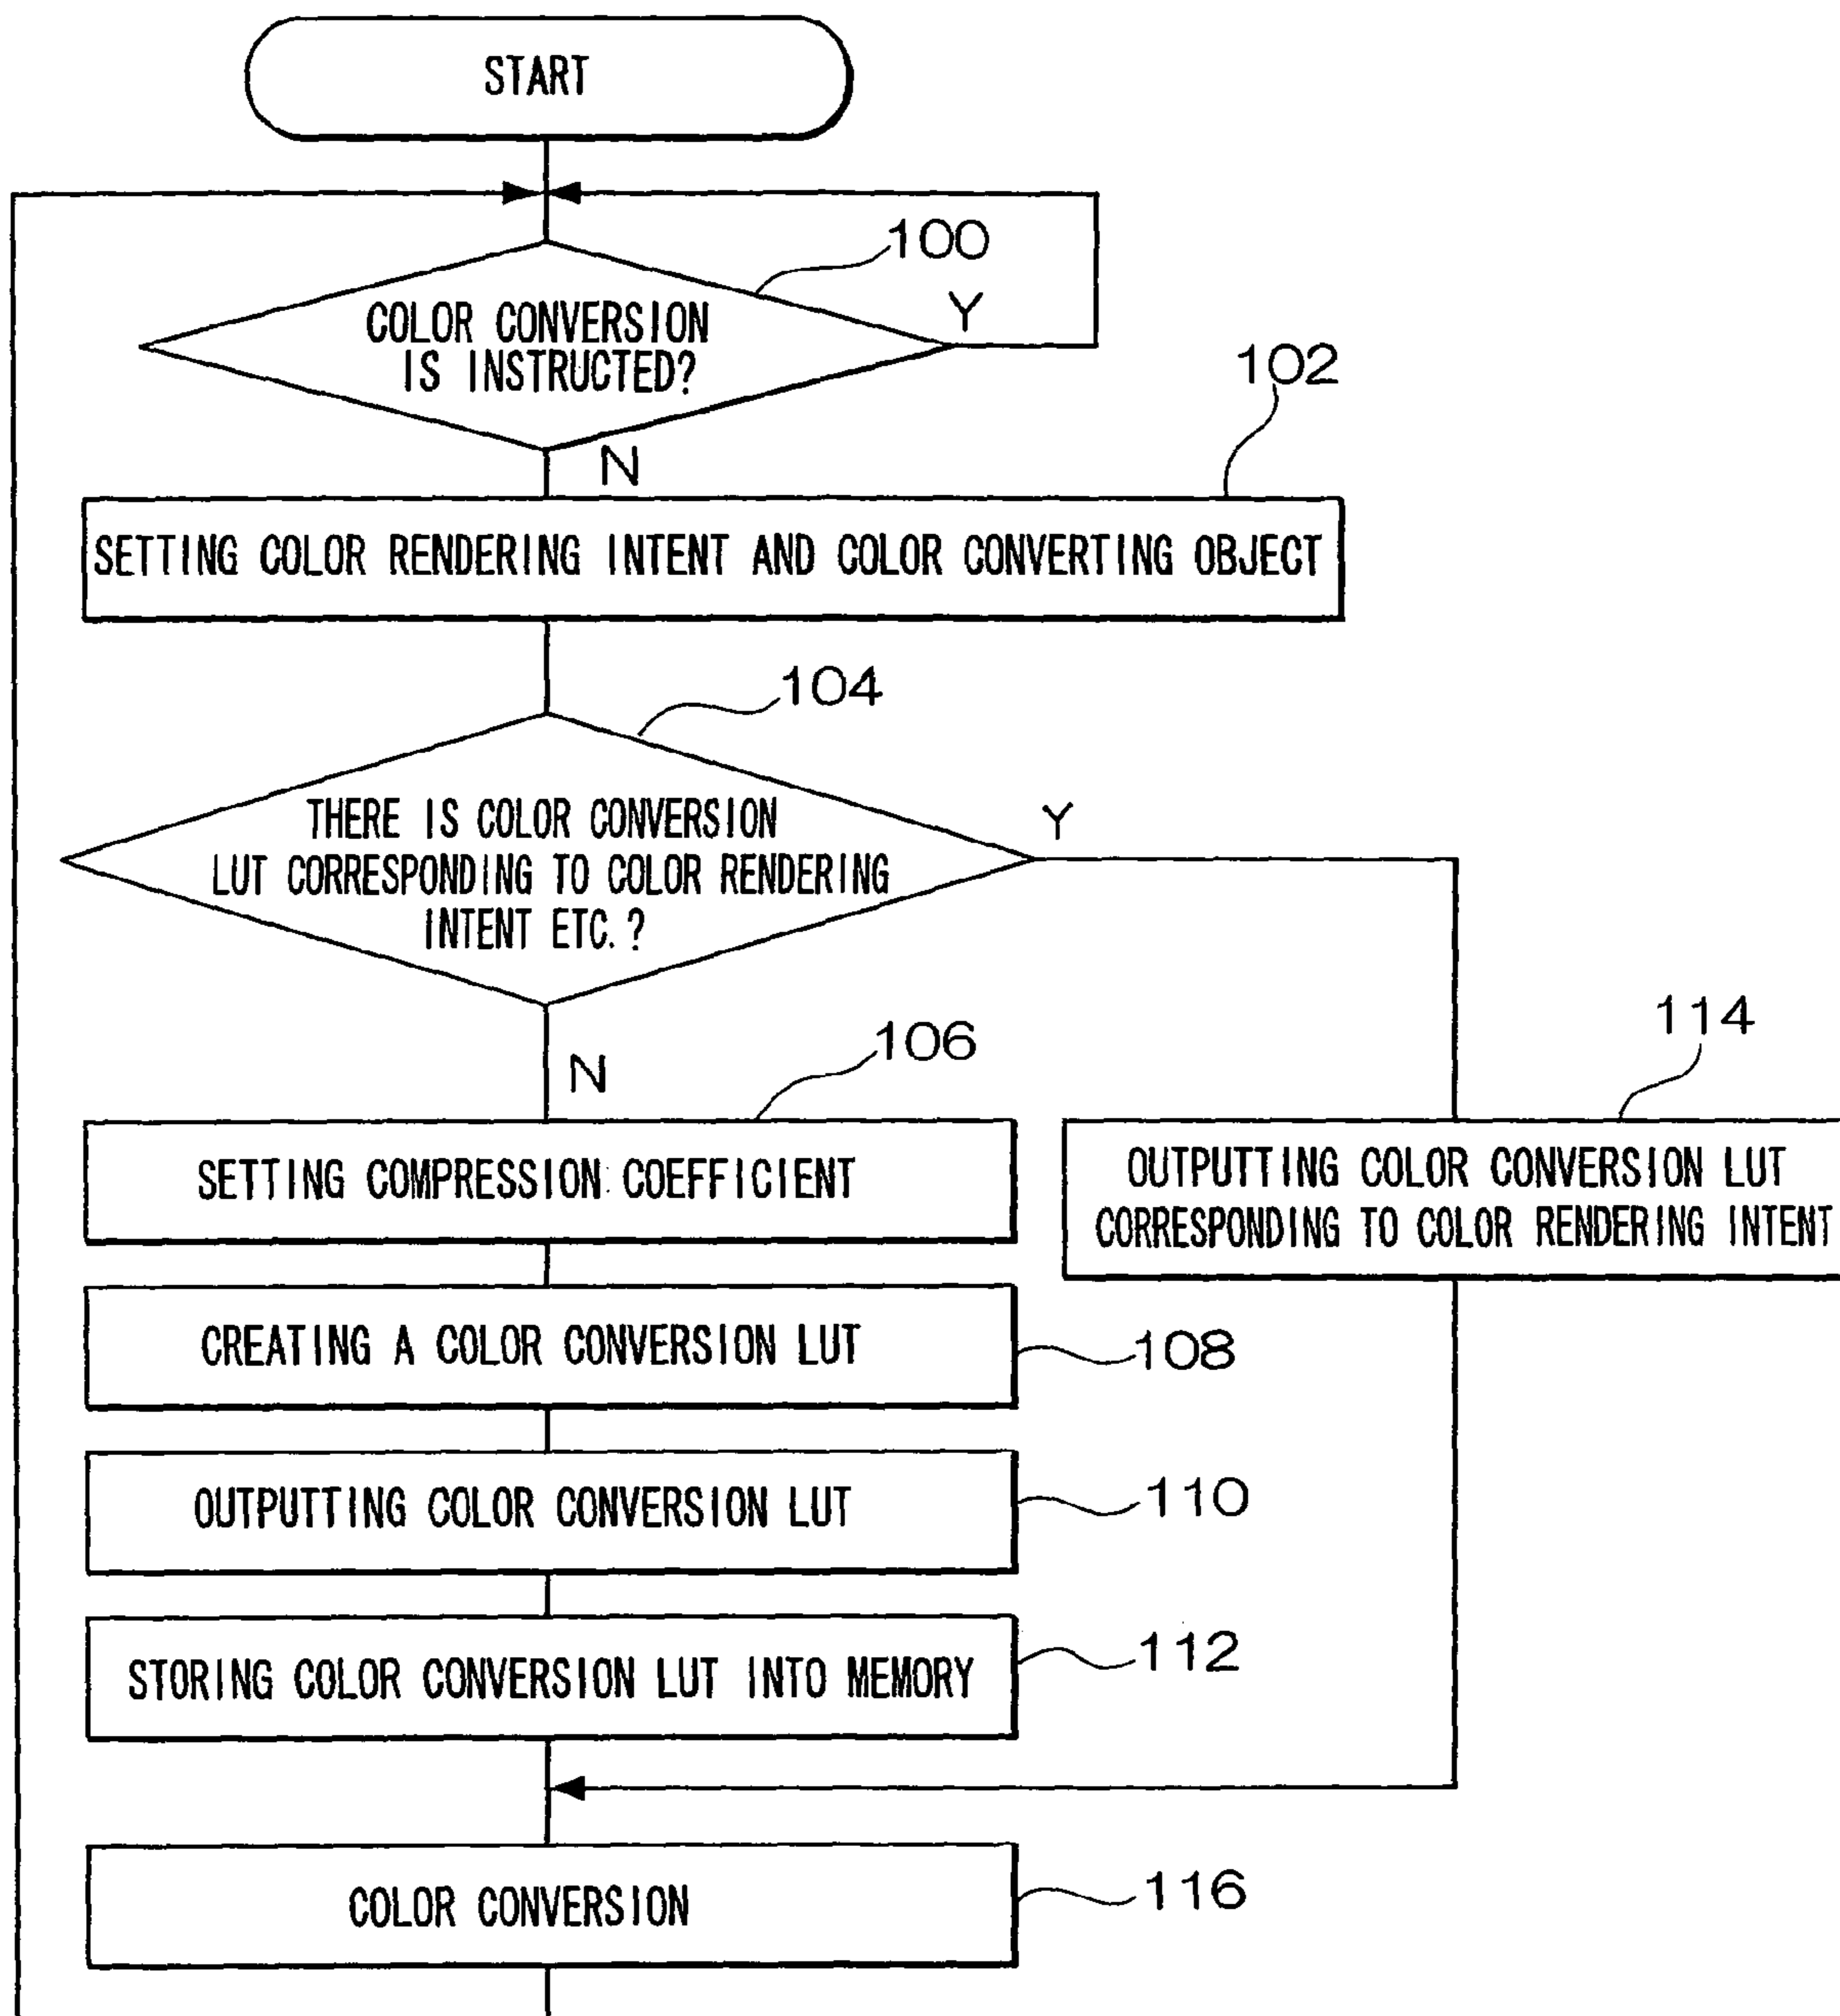 START
100
COLOR CONVERSION
IS INSTRUCTED?
Y
N
102
SETTING COLOR RENDERING INTENT AND COLOR CONVERTING OBJECT
104
THERE IS COLOR CONVERSION
LUT CORRESPONDING TO COLOR RENDERING
INTENT ETC.?
Y
N
106
SETTING COMPRESSION COEFFICIENT
114
OUTPUTTING COLOR CONVERSION LUT
CORRESPONDING TO COLOR RENDERING INTENT
CREATING A COLOR CONVERSION LUT
108
OUTPUTTING COLOR CONVERSION LUT
110
STORING COLOR CONVERSION LUT INTO MEMORY
112
COLOR CONVERSION
116